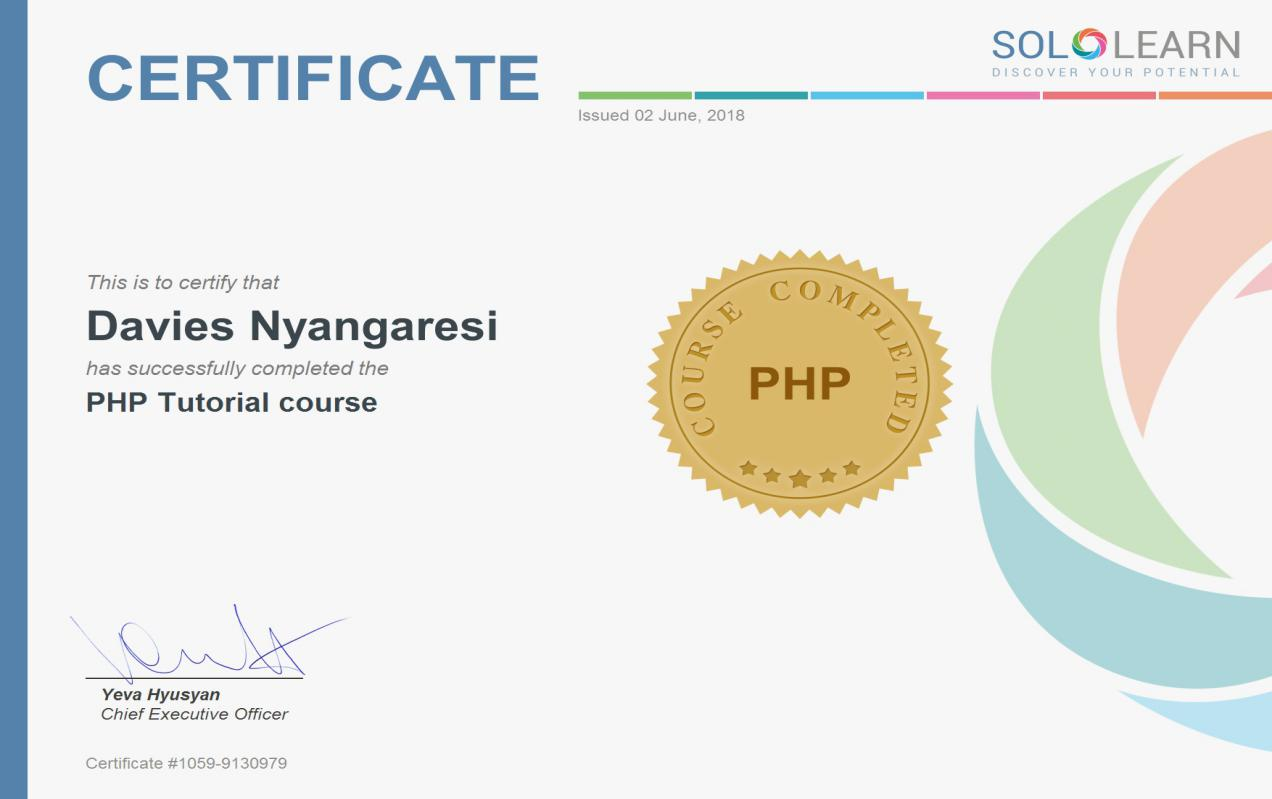 CERTIFICATE
SOLOLEARN
DISCOVER YOUR POTENTIAL
Issued 02 June, 2018
This is to certify that
Davies Nyangaresi
has successfully completed the
PHP Tutorial course
COURSE COMPLETED
PHP
Yeva Hyusyan
Chief Executive Officer
Certificate #1059-9130979